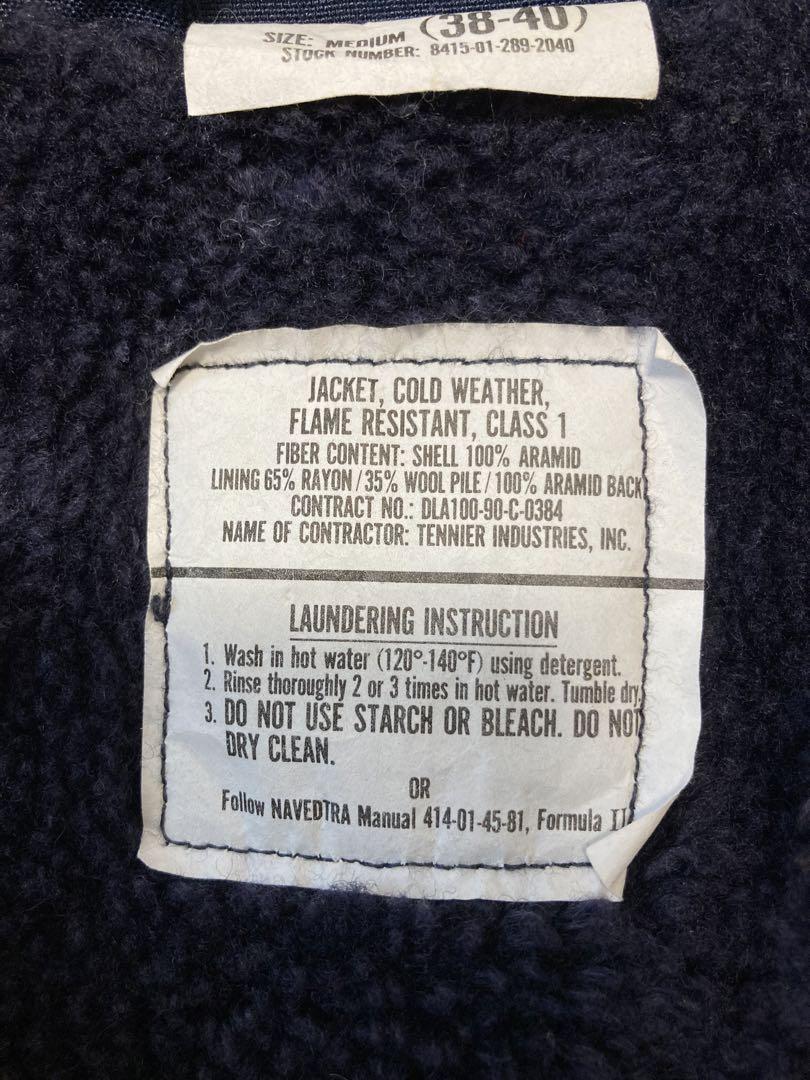 SIZE: MEDIUM (38-40)
STOCK NUMBER: 8415-01-289-2040
JACKET, COLD WEATHER,
FLAME RESISTANT, CLASS 1
FIBER CONTENT: SHELL 100% ARAMID
LINING 65% RAYON/35% WOOL PILE/100% ARAMID BACK
CONTRACT NO.: DLA100-90-C-0384
NAME OF CONTRACTOR: TENNIER INDUSTRIES, INC.
LAUNDERING INSTRUCTION
1. Wash in hot water (120°-140°F) using detergent.
2. Rinse thoroughly 2 or 3 times in hot water. Tumble dry.
3. DO NOT USE STARCH OR BLEACH. DO NOT
DRY CLEAN.
OR
Follow NAVEDTRA Manual 414-01-45-81, Formula II